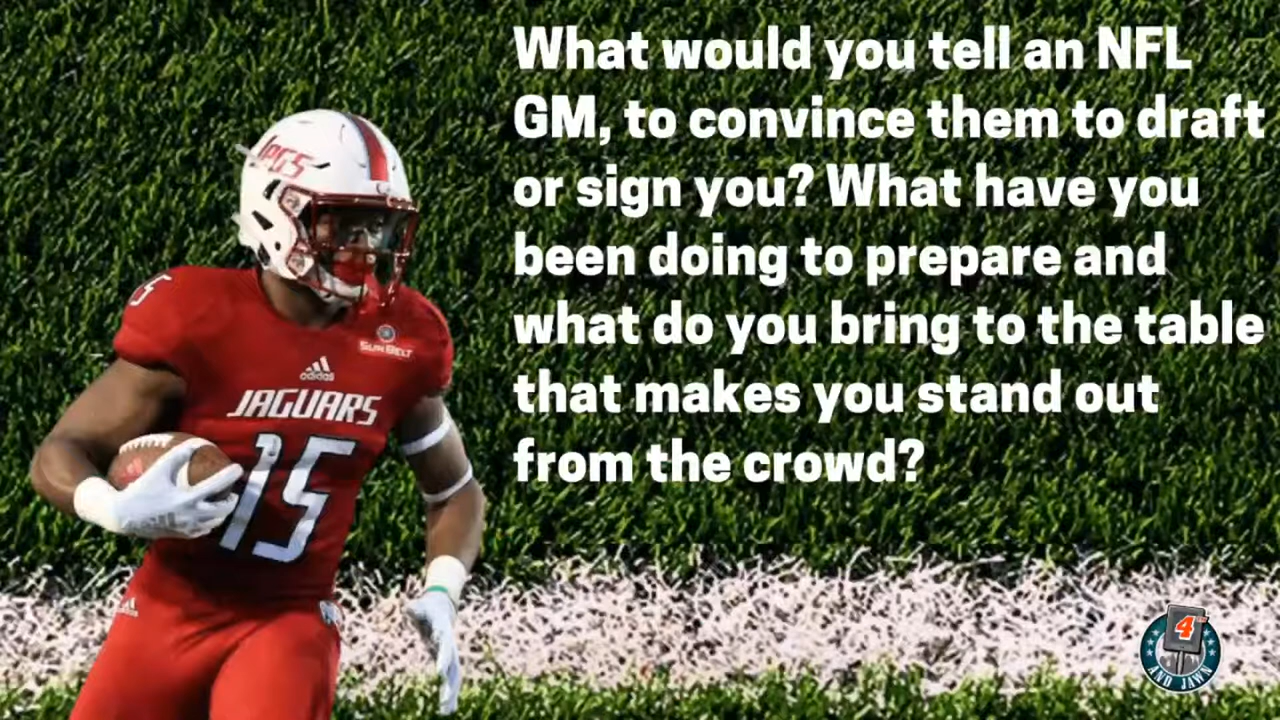 What would you tell an NFL
GM, to convince them to draft
or sign you? What have you
been doing to prepare and
what do you bring to the table
that makes you stand out
from the crowd?
JAGS
15
SUN BELT
adidas
JAGUARS
15
4TH
AND JAWN